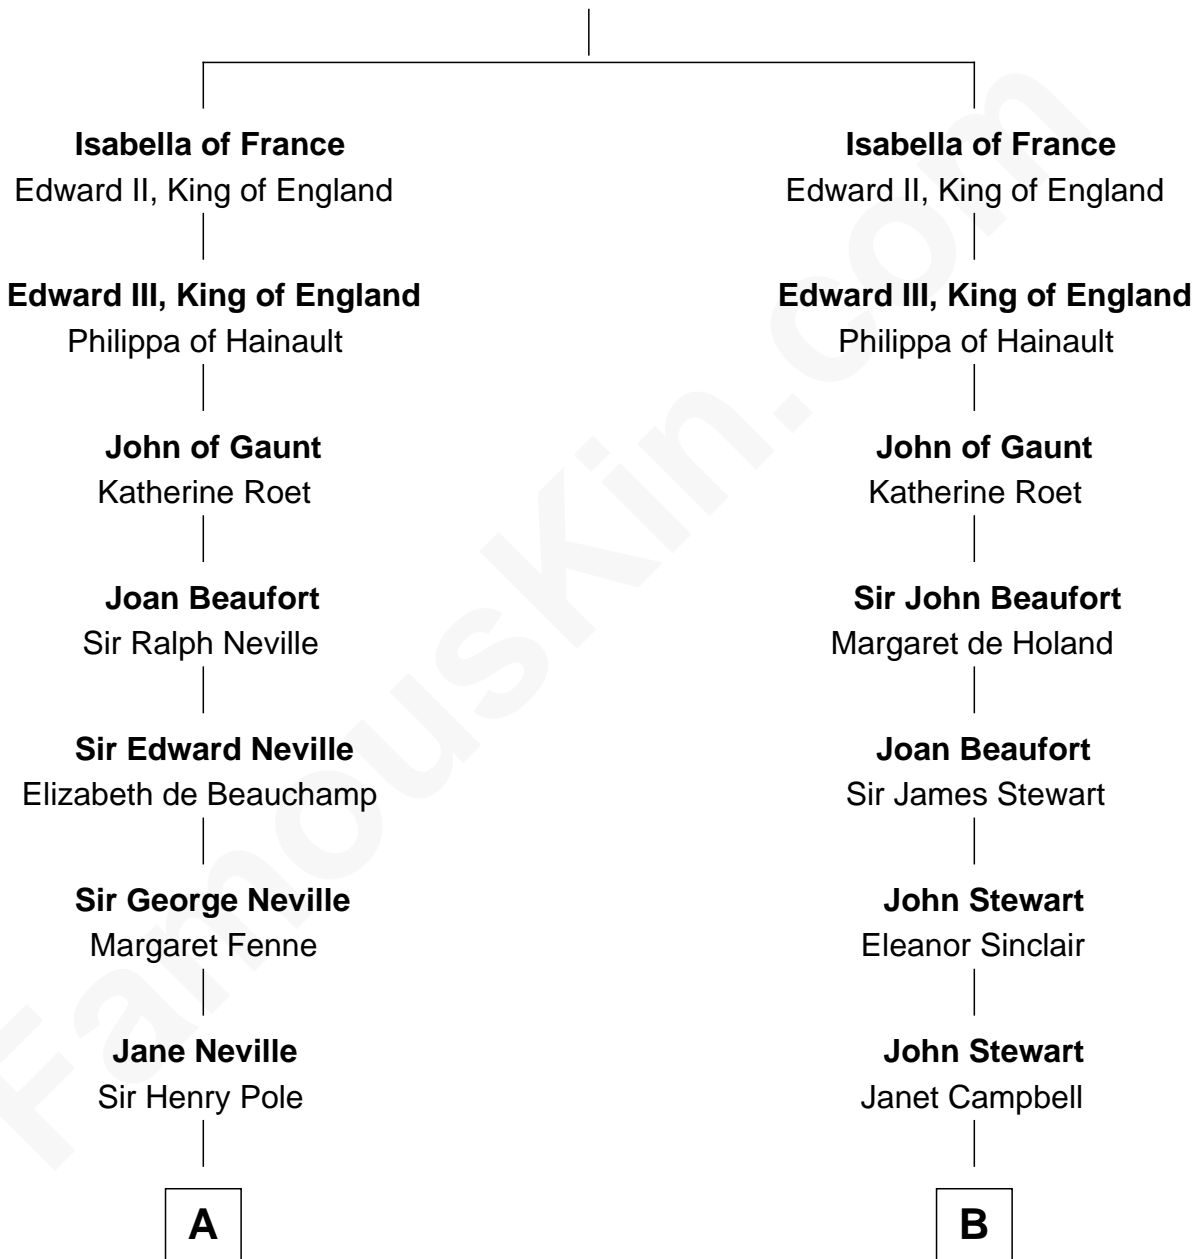 Isabella of France
Edward II, King of England
Edward III, King of England
Philippa of Hainault
John of Gaunt
Katherine Roet
Joan Beaufort
Sir Ralph Neville
Sir Edward Neville
Elizabeth de Beauchamp
Sir George Neville
Margaret Fenne
Jane Neville
Sir Henry Pole
A
Isabella of France
Edward II, King of England
Edward III, King of England
Philippa of Hainault
John of Gaunt
Katherine Roet
Sir John Beaufort
Margaret de Holand
Joan Beaufort
Sir James Stewart
John Stewart
Eleanor Sinclair
John Stewart
Janet Campbell
B
FamousKin.com